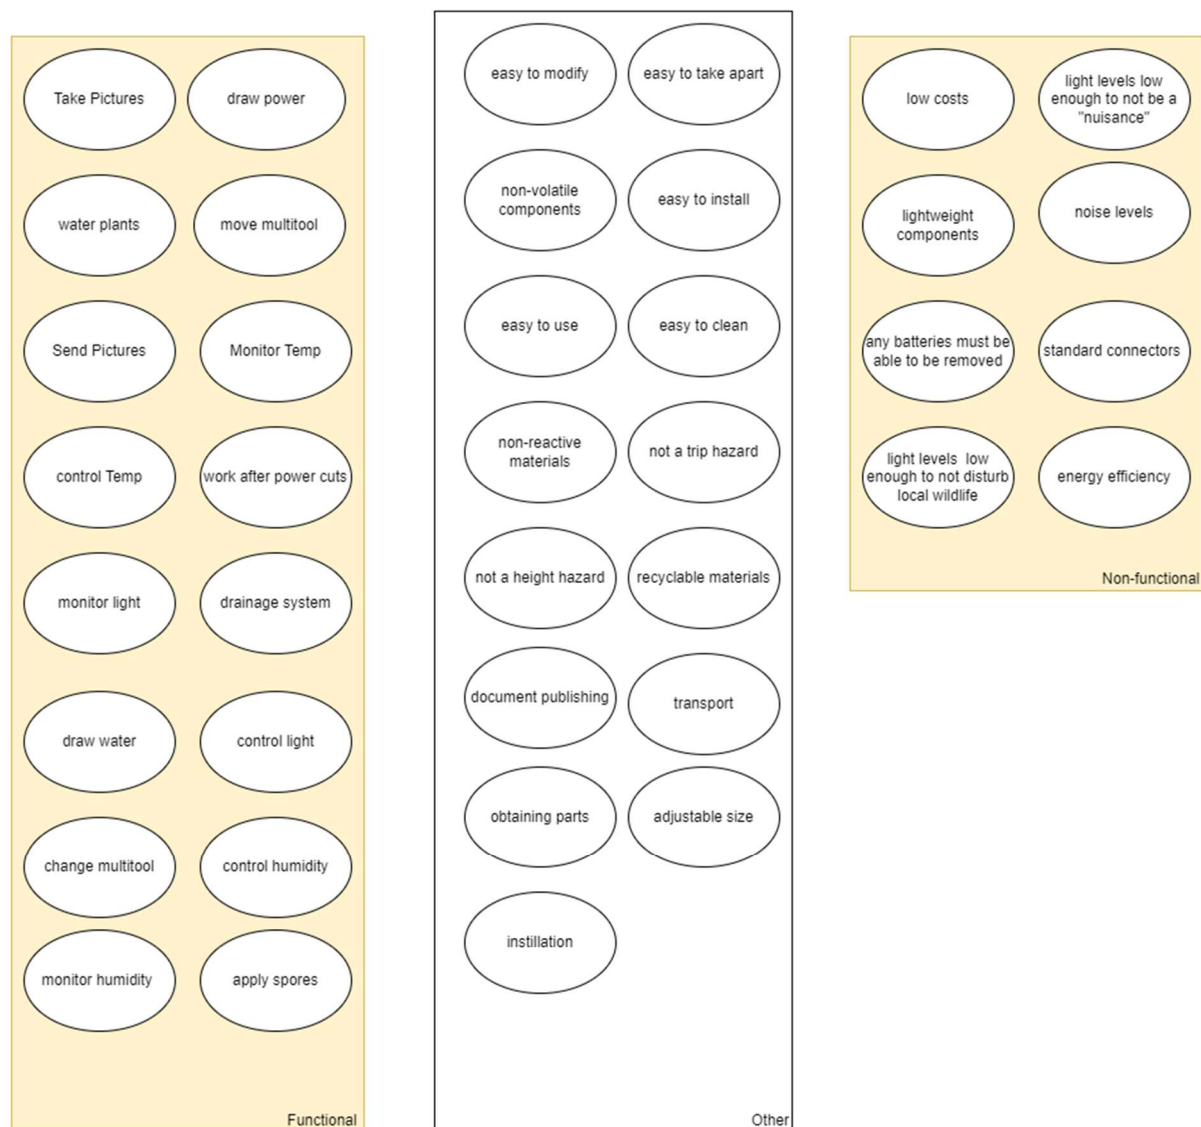 Take Pictures
draw power
water plants
move multitool
Send Pictures
Monitor Temp
control Temp
work after power cuts
monitor light
drainage system
draw water
control light
change multitool
control humidity
monitor humidity
apply spores
Functional
easy to modify
easy to take apart
non-volatile
components
easy to install
easy to use
easy to clean
non-reactive
materials
not a trip hazard
not a height hazard
recyclable materials
document publishing
transport
obtaining parts
adjustable size
instillation
Other
low costs
light levels low
enough to not be a
"nuisance"
lightweight
components
noise levels
any batteries must be
able to be removed
standard connectors
light levels low
enough to not disturb
local wildlife
energy efficiency
Non-functional